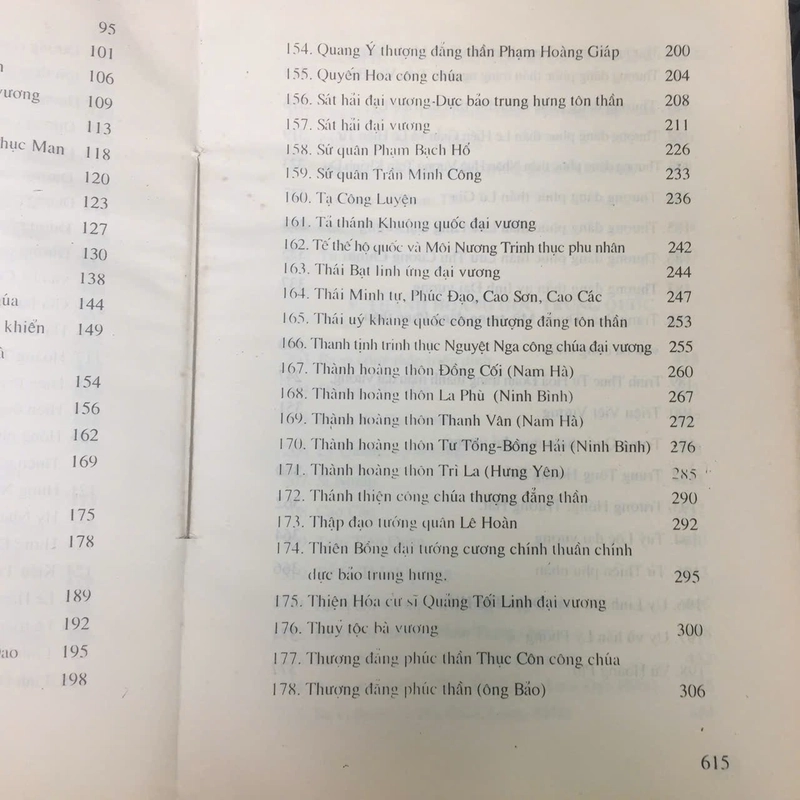 95
101
106
ương
109
113
hục Man
118
120
123
127
130
138
úa
144
khiển
149
à
154
156
162
169
175
178
189
192
ạo
195
198
154. Quang Ý thượng đẳng thần Phạm Hoàng Giáp 200
155. Quyến Hoa công chúa 204
156. Sát hải đại vương-Dực bảo trung hưng tôn thần 208
157. Sát hải đại vương 211
158. Sứ quân Phạm Bạch Hổ 226
159. Sứ quân Trần Minh Công 233
160. Tạ Công Luyện 236
161. Tả thánh Khuông quốc đại vương
162. Tế thế hộ quốc và Môi Nương Trinh thục phu nhân 242
163. Thái Bạt linh ứng đại vương 244
164. Thái Minh tự, Phúc Đạo, Cao Sơn, Cao Các 247
165. Thái uý khang quốc công thượng đẳng tôn thần 253
166. Thanh tịnh trinh thục Nguyệt Nga công chúa đại vương 255
167. Thành hoàng thôn Đồng Cối (Nam Hà) 260
168. Thành hoàng thôn La Phù (Ninh Bình) 267
169. Thành hoàng thôn Thanh Vân (Nam Hà) 272
170. Thành hoàng thôn Tư Tổng-Bồng Hải (Ninh Bình) 276
171. Thành hoàng thôn Trì La (Hưng Yên) 285
172. Thánh thiện công chúa thượng đẳng thần 290
173. Thập đạo tướng quân Lê Hoàn 292
174. Thiên Bồng đại tướng cương chính thuần chính
dực bảo trung hưng. 295
175. Thiện Hóa cư sĩ Quảng Tối Linh đại vương
176. Thuỷ tộc bà vương 300
177. Thượng đẳng phúc thần Thục Côn công chúa
178. Thượng đẳng phúc thần (ông Bảo) 306
615